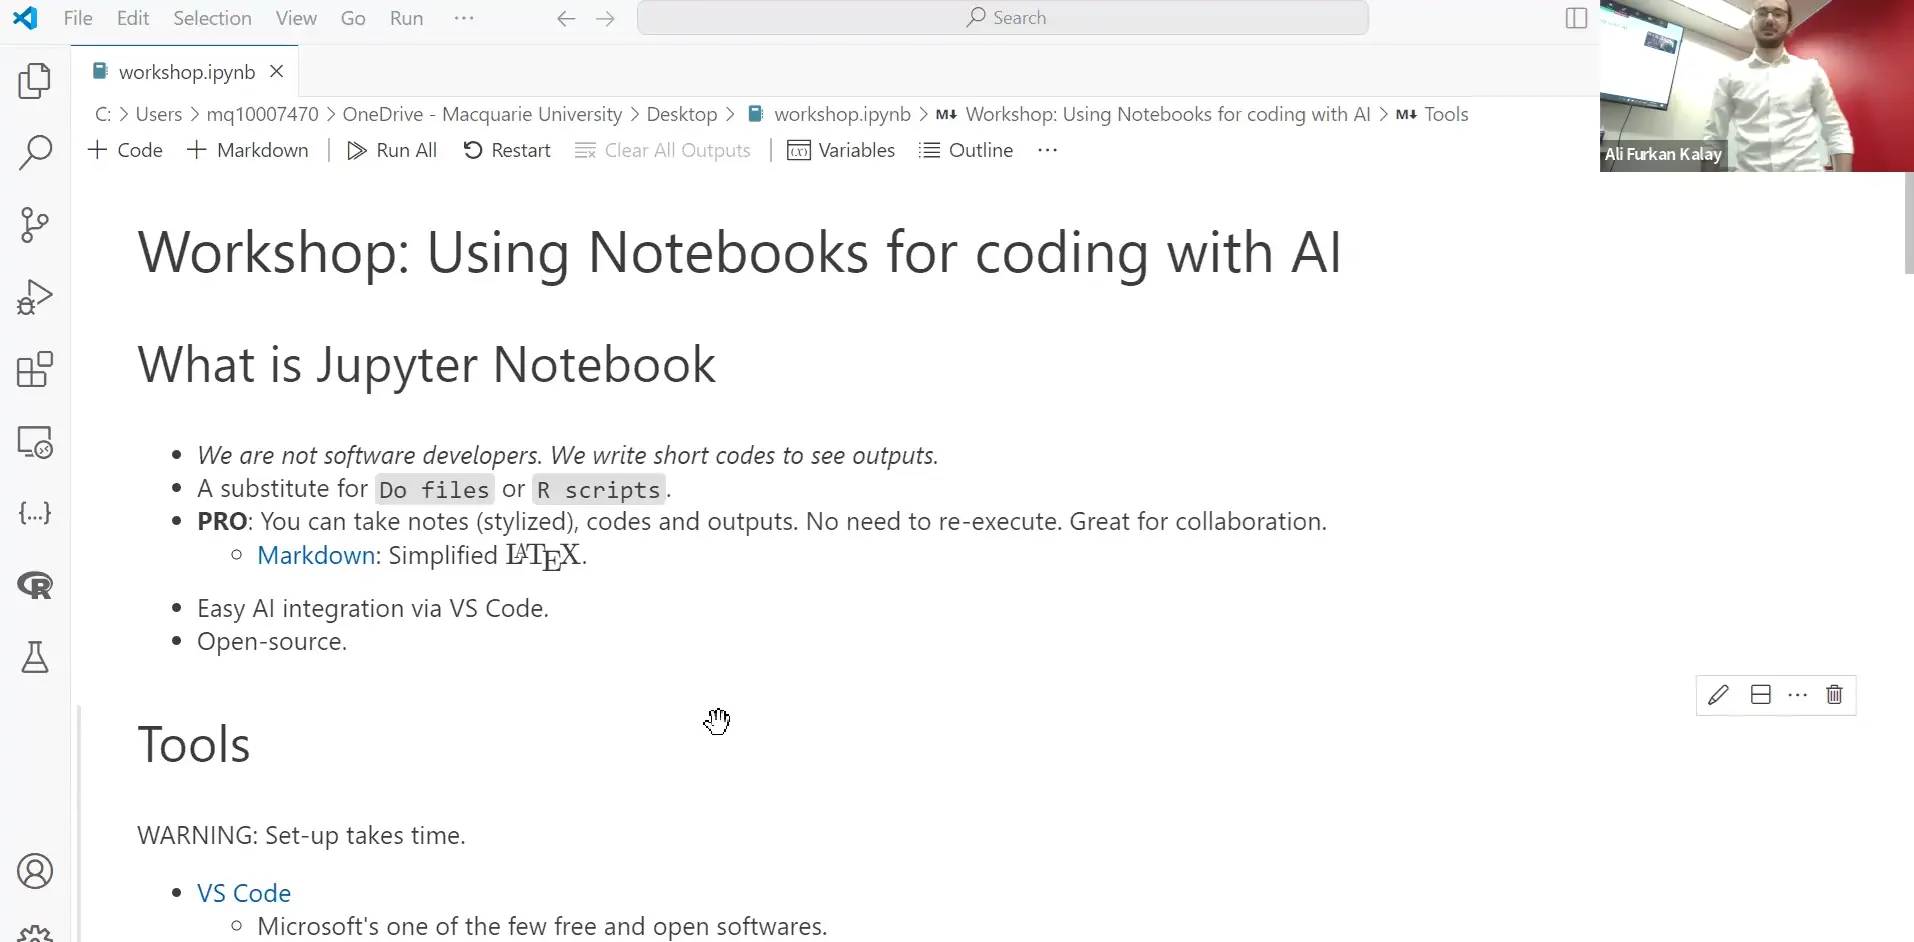 File Edit Selection View Go Run ···
Search
workshop.ipynb
C: > Users > mq10007470 > OneDrive - Macquarie University > Desktop > workshop.ipynb > M↓ Workshop: Using Notebooks for coding with AI > M↓ Tools
+ Code + Markdown | Run All Restart Clear All Outputs | Variables Outline ···
Ali Furkan Kalay
Workshop: Using Notebooks for coding with AI
What is Jupyter Notebook
• We are not software developers. We write short codes to see outputs.
• A substitute for Do files or R scripts.
• PRO: You can take notes (stylized), codes and outputs. No need to re-execute. Great for collaboration.
◦ Markdown: Simplified LATEX.
• Easy AI integration via VS Code.
• Open-source.
Tools
WARNING: Set-up takes time.
• VS Code
◦ Microsoft's one of the few free and open softwares.